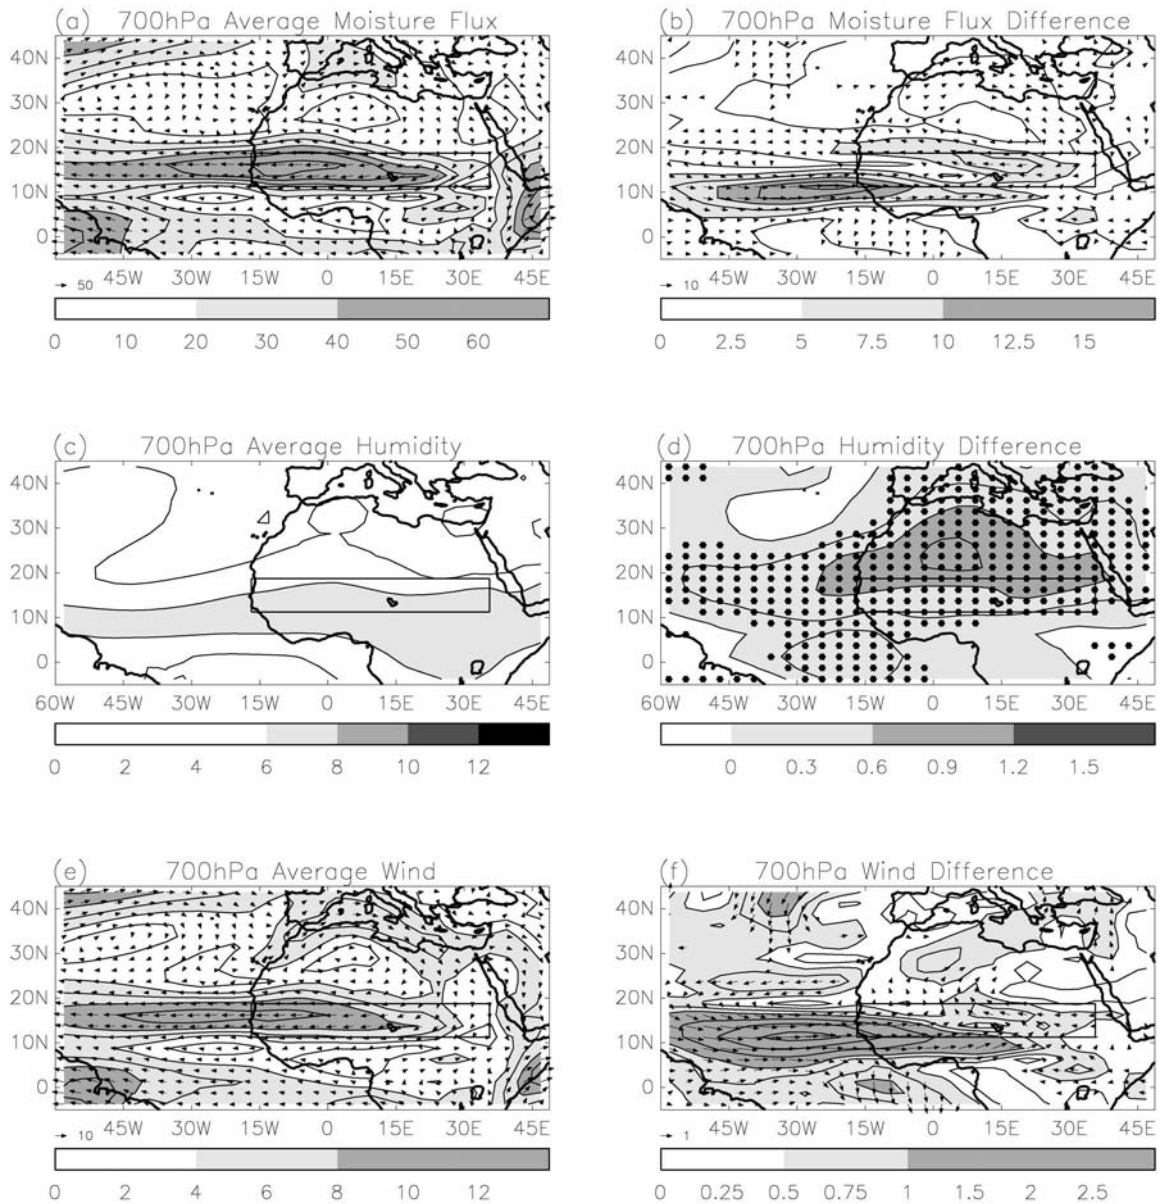 (a) 700hPa Average Moisture Flux
40N
30N
20N
10N
0
45W 30W 15W 0 15E 30E 45E
50
0 10 20 30 40 50 60
(b) 700hPa Moisture Flux Difference
40N
30N
20N
10N
0
45W 30W 15W 0 15E 30E 45E
10
0 2.5 5 7.5 10 12.5 15
(c) 700hPa Average Humidity
40N
30N
20N
10N
0
60W 45W 30W 15W 0 15E 30E 45E
0 2 4 6 8 10 12
(d) 700hPa Humidity Difference
40N
30N
20N
10N
0
60W 45W 30W 15W 0 15E 30E 45E
0 0.3 0.6 0.9 1.2 1.5
(e) 700hPa Average Wind
40N
30N
20N
10N
0
45W 30W 15W 0 15E 30E 45E
10
0 2 4 6 8 10 12
(f) 700hPa Wind Difference
40N
30N
20N
10N
0
45W 30W 15W 0 15E 30E 45E
1
0 0.25 0.5 0.75 1 1.5 2 2.5